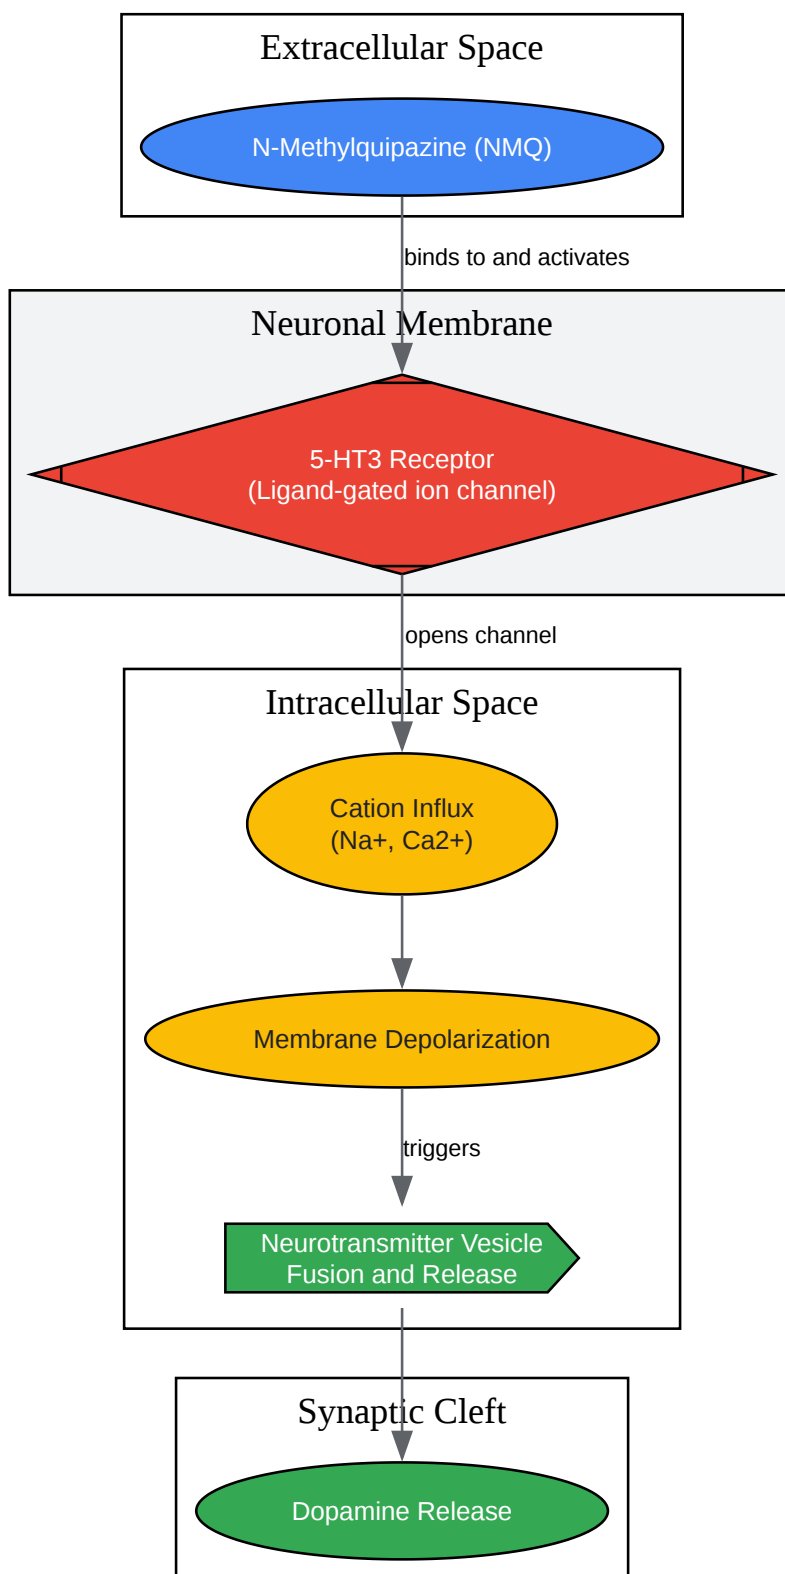 Extracellular Space
N-Methylquipazine (NMQ)
binds to and activates
Neuronal Membrane
5-HT3 Receptor
(Ligand-gated ion channel)
opens channel
Intracellular Space
Cation Influx
(Na+, Ca2+)
Membrane Depolarization
triggers
Neurotransmitter Vesicle
Fusion and Release
Synaptic Cleft
Dopamine Release